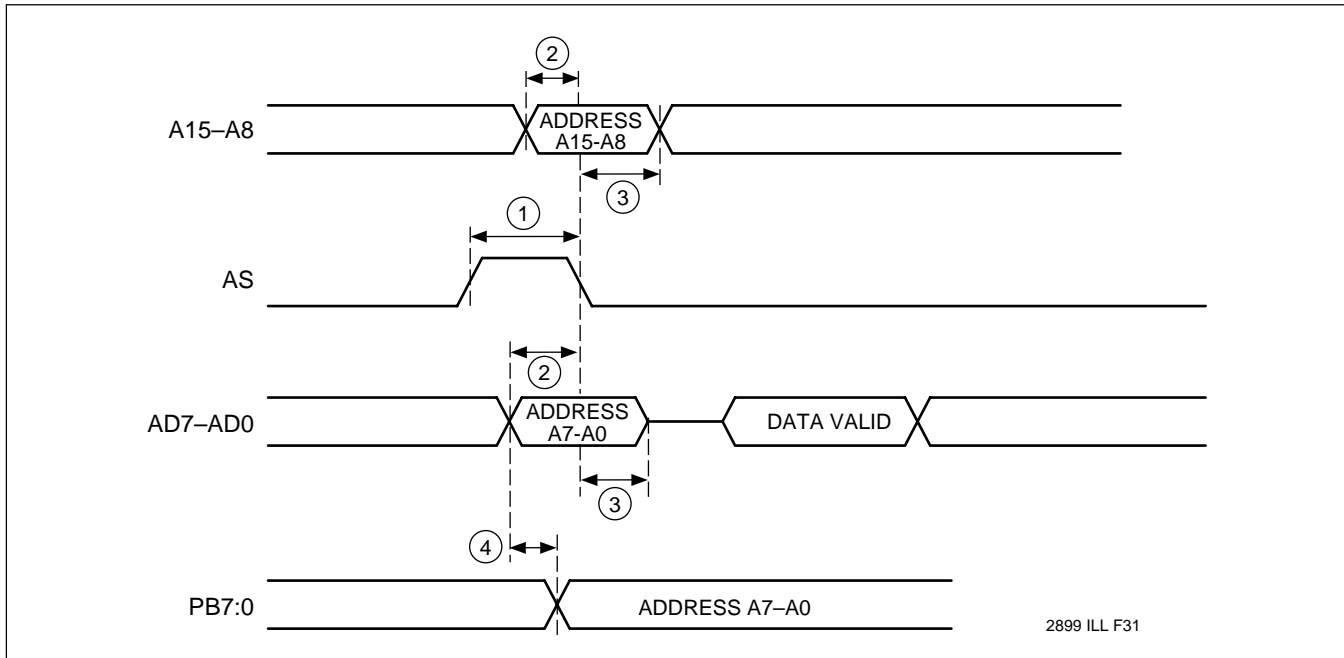 2
A15–A8
ADDRESS
A15-A8
3
1
AS
2
AD7–AD0
ADDRESS
A7-A0
DATA VALID
3
4
PB7:0
ADDRESS A7–A0
2899 ILL F31